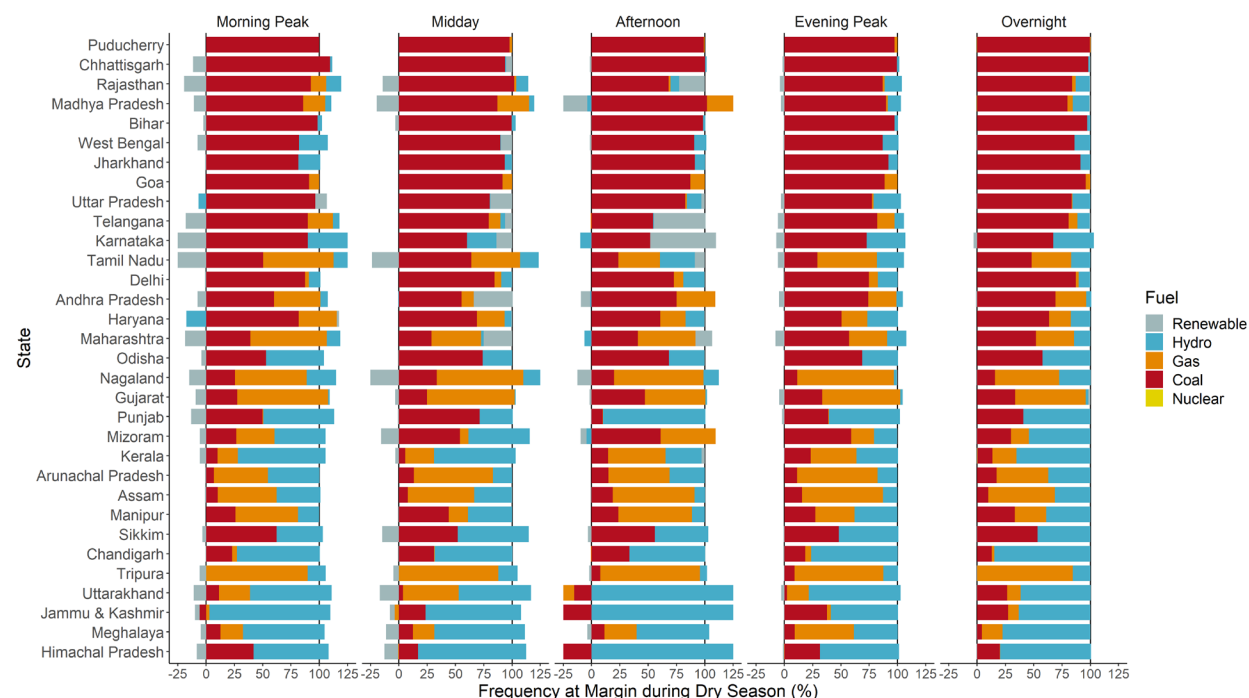 Morning Peak
Midday
Afternoon
Evening Peak
Overnight
State
Puducherry
Chhattisgarh
Rajasthan
Madhya Pradesh
Bihar
West Bengal
Jharkhand
Goa
Uttar Pradesh
Telangana
Karnataka
Tamil Nadu
Delhi
Andhra Pradesh
Haryana
Maharashtra
Odisha
Nagaland
Gujarat
Punjab
Mizoram
Kerala
Arunachal Pradesh
Assam
Manipur
Sikkim
Chandigarh
Tripura
Uttarakhand
Jammu & Kashmir
Meghalaya
Himachal Pradesh
-25 0 25 50 75 100 125 -25 0 25 50 75 100 125 -25 0 25 50 75 100 125 -25 0 25 50 75 100 125 -25 0 25 50 75 100 125
Frequency at Margin during Dry Season (%)
Fuel
Renewable
Hydro
Gas
Coal
Nuclear